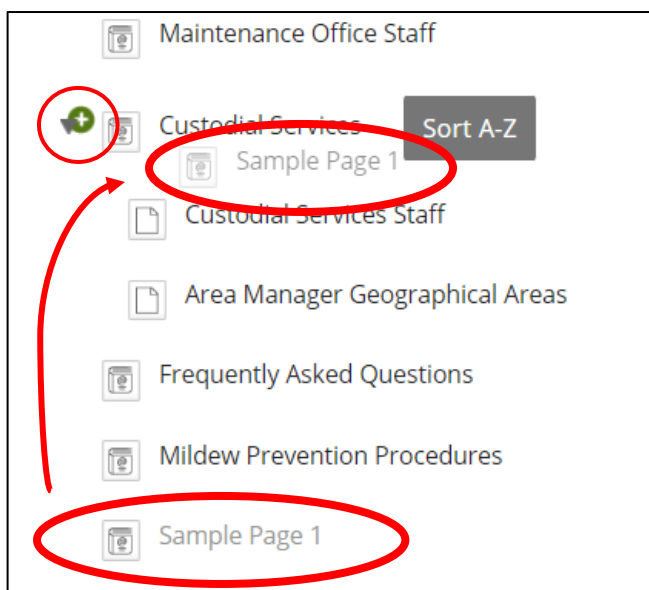 Maintenance Office Staff
Custodial Services
Sort A-Z
Sample Page 1
Custodial Services Staff
Area Manager Geographical Areas
Frequently Asked Questions
Mildew Prevention Procedures
Sample Page 1